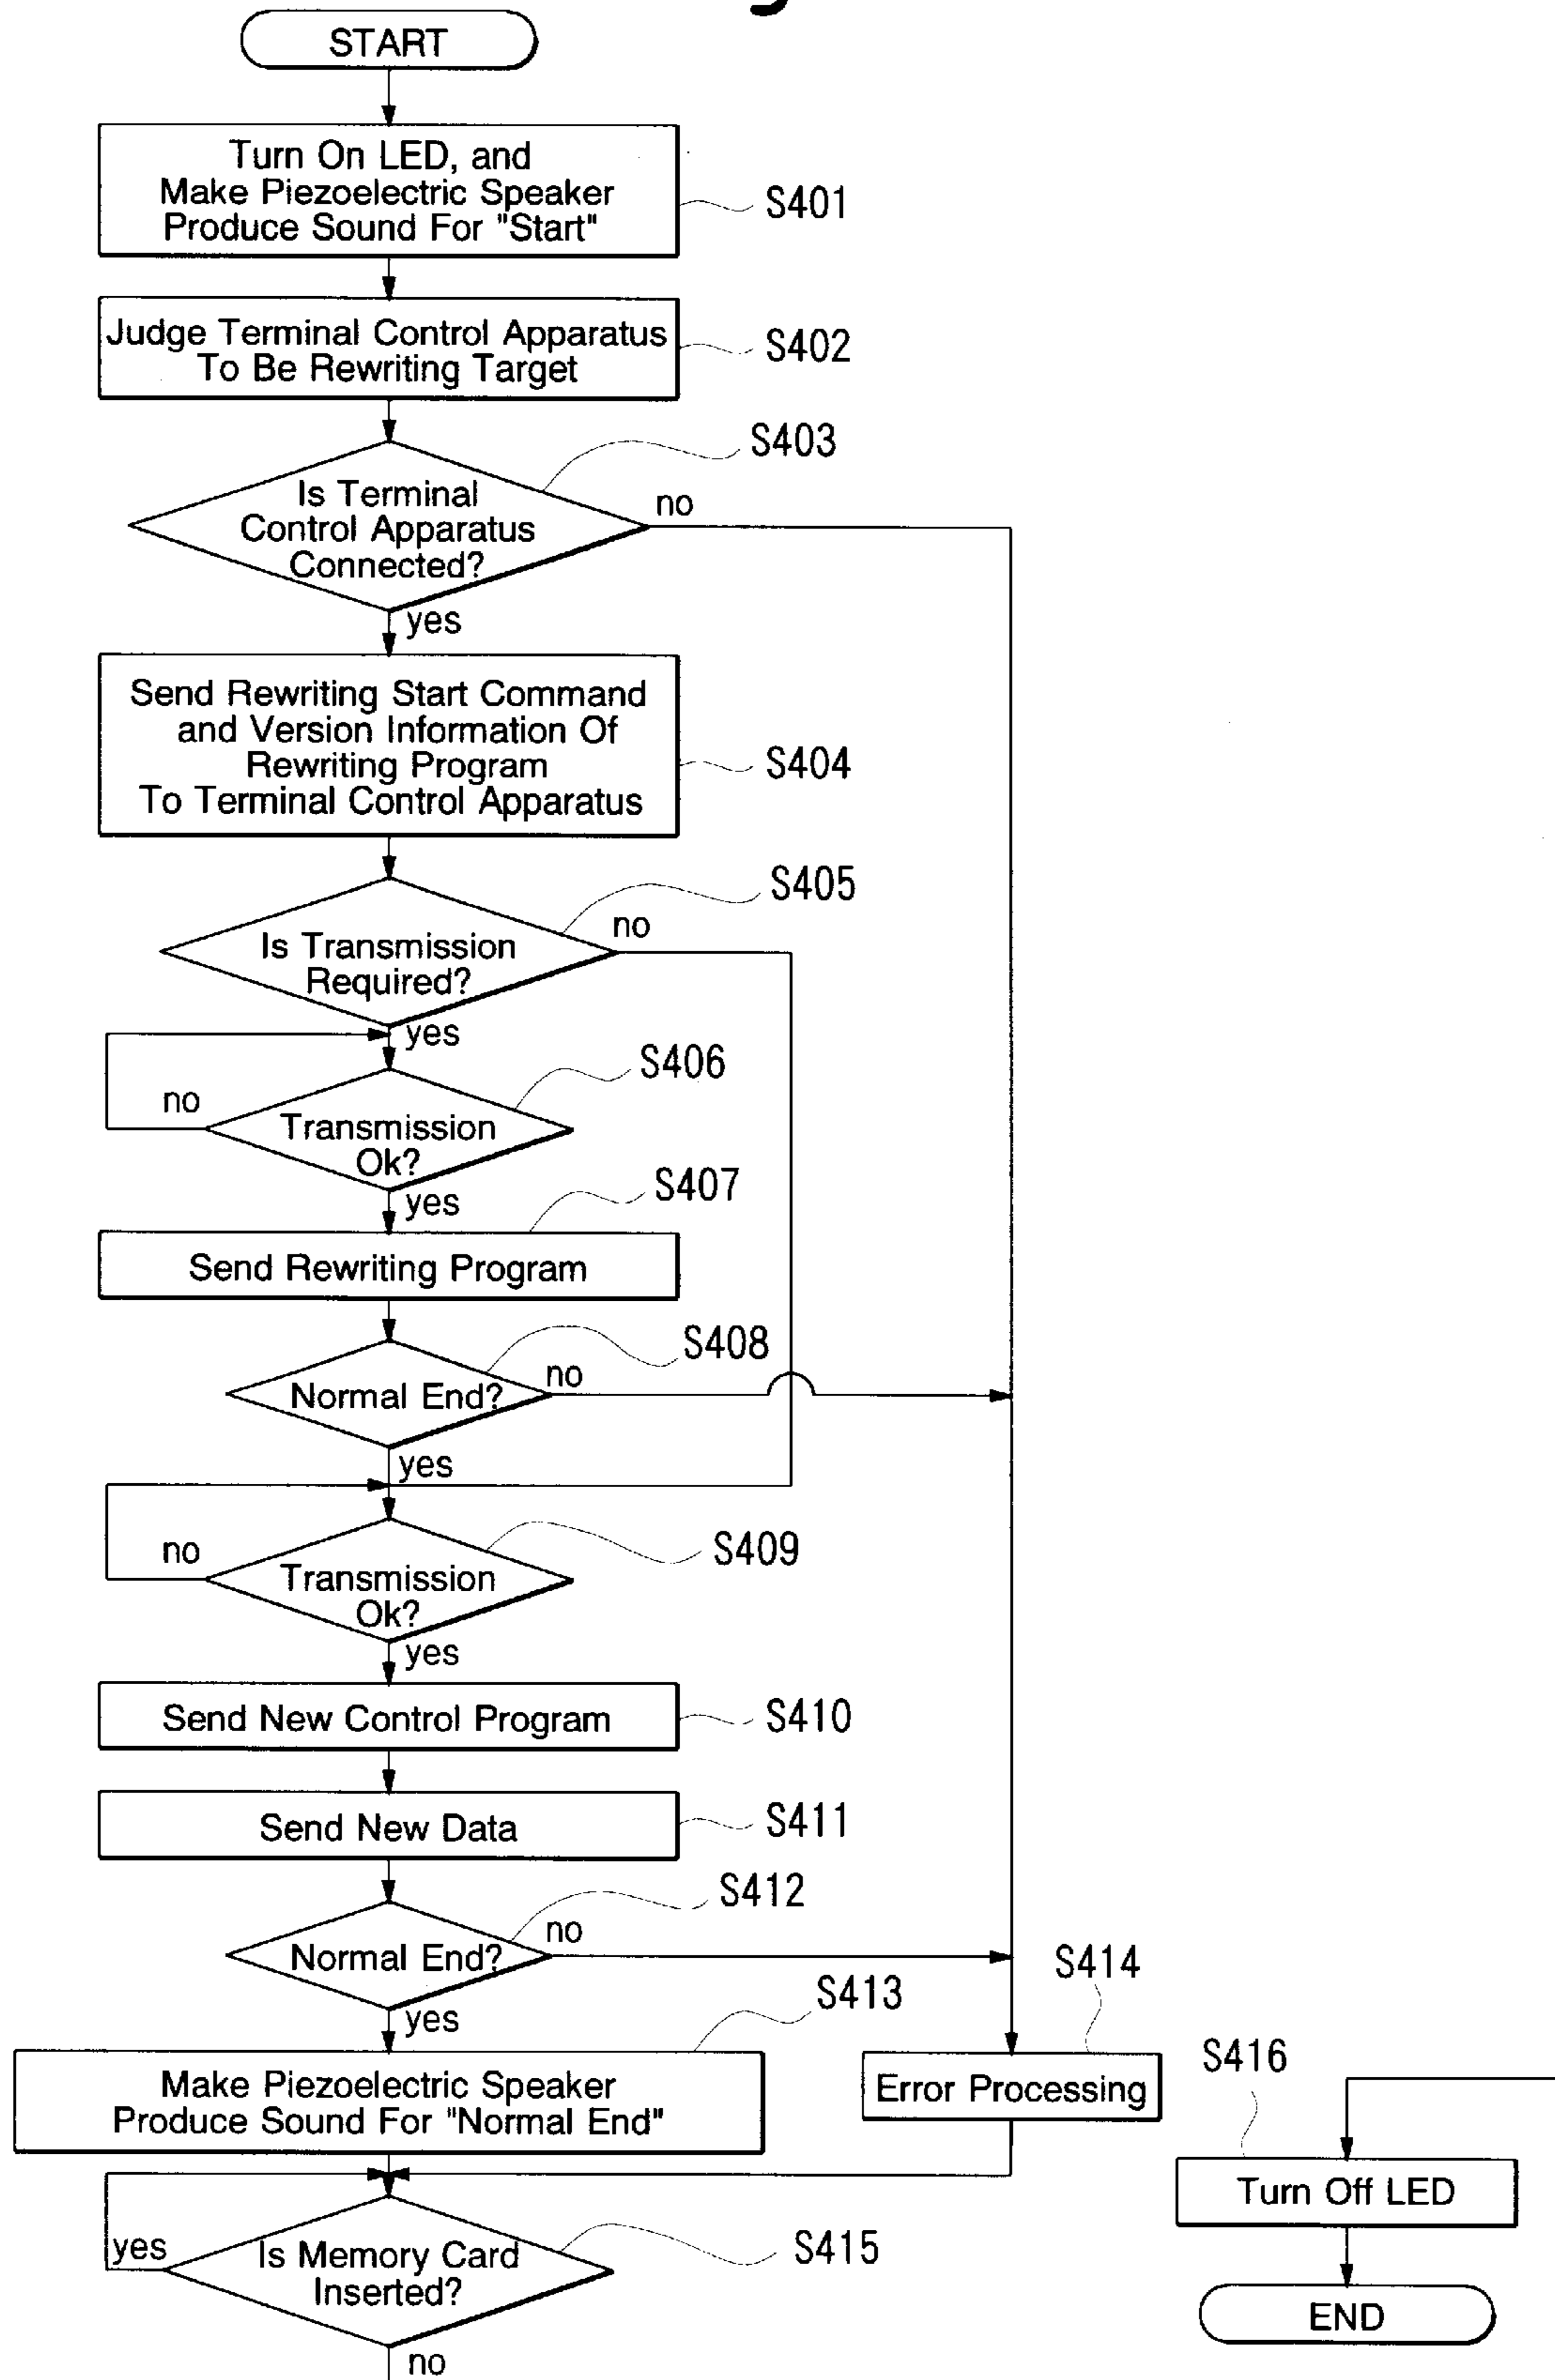 START
Turn On LED, and
Make Piezoelectric Speaker
Produce Sound For "Start"
S401
Judge Terminal Control Apparatus
To Be Rewriting Target
S402
S403
Is Terminal
Control Apparatus
Connected?
no
yes
Send Rewriting Start Command
and Version Information Of
Rewriting Program
To Terminal Control Apparatus
S404
S405
Is Transmission
Required?
no
yes
S406
no
Transmission
Ok?
yes
S407
Send Rewriting Program
S408
Normal End?
no
yes
S409
no
Transmission
Ok?
yes
Send New Control Program
S410
Send New Data
S411
S412
Normal End?
no
yes
S413
Make Piezoelectric Speaker
Produce Sound For "Normal End"
S414
Error Processing
S415
yes
Is Memory Card
Inserted?
no
S416
Turn Off LED
END